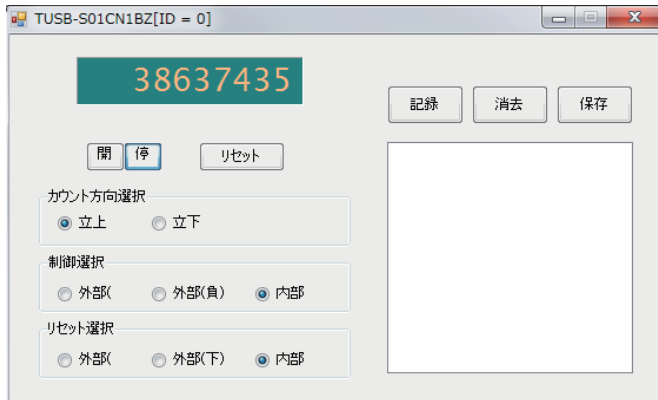 TUSB-S01CN1BZ[ID = 0]
38637435
記録 消去 保存
開 停 リセット
カウント方向選択
立上 立下
制御選択
外部( 外部(負) 内部
リセット選択
外部( 外部(下) 内部